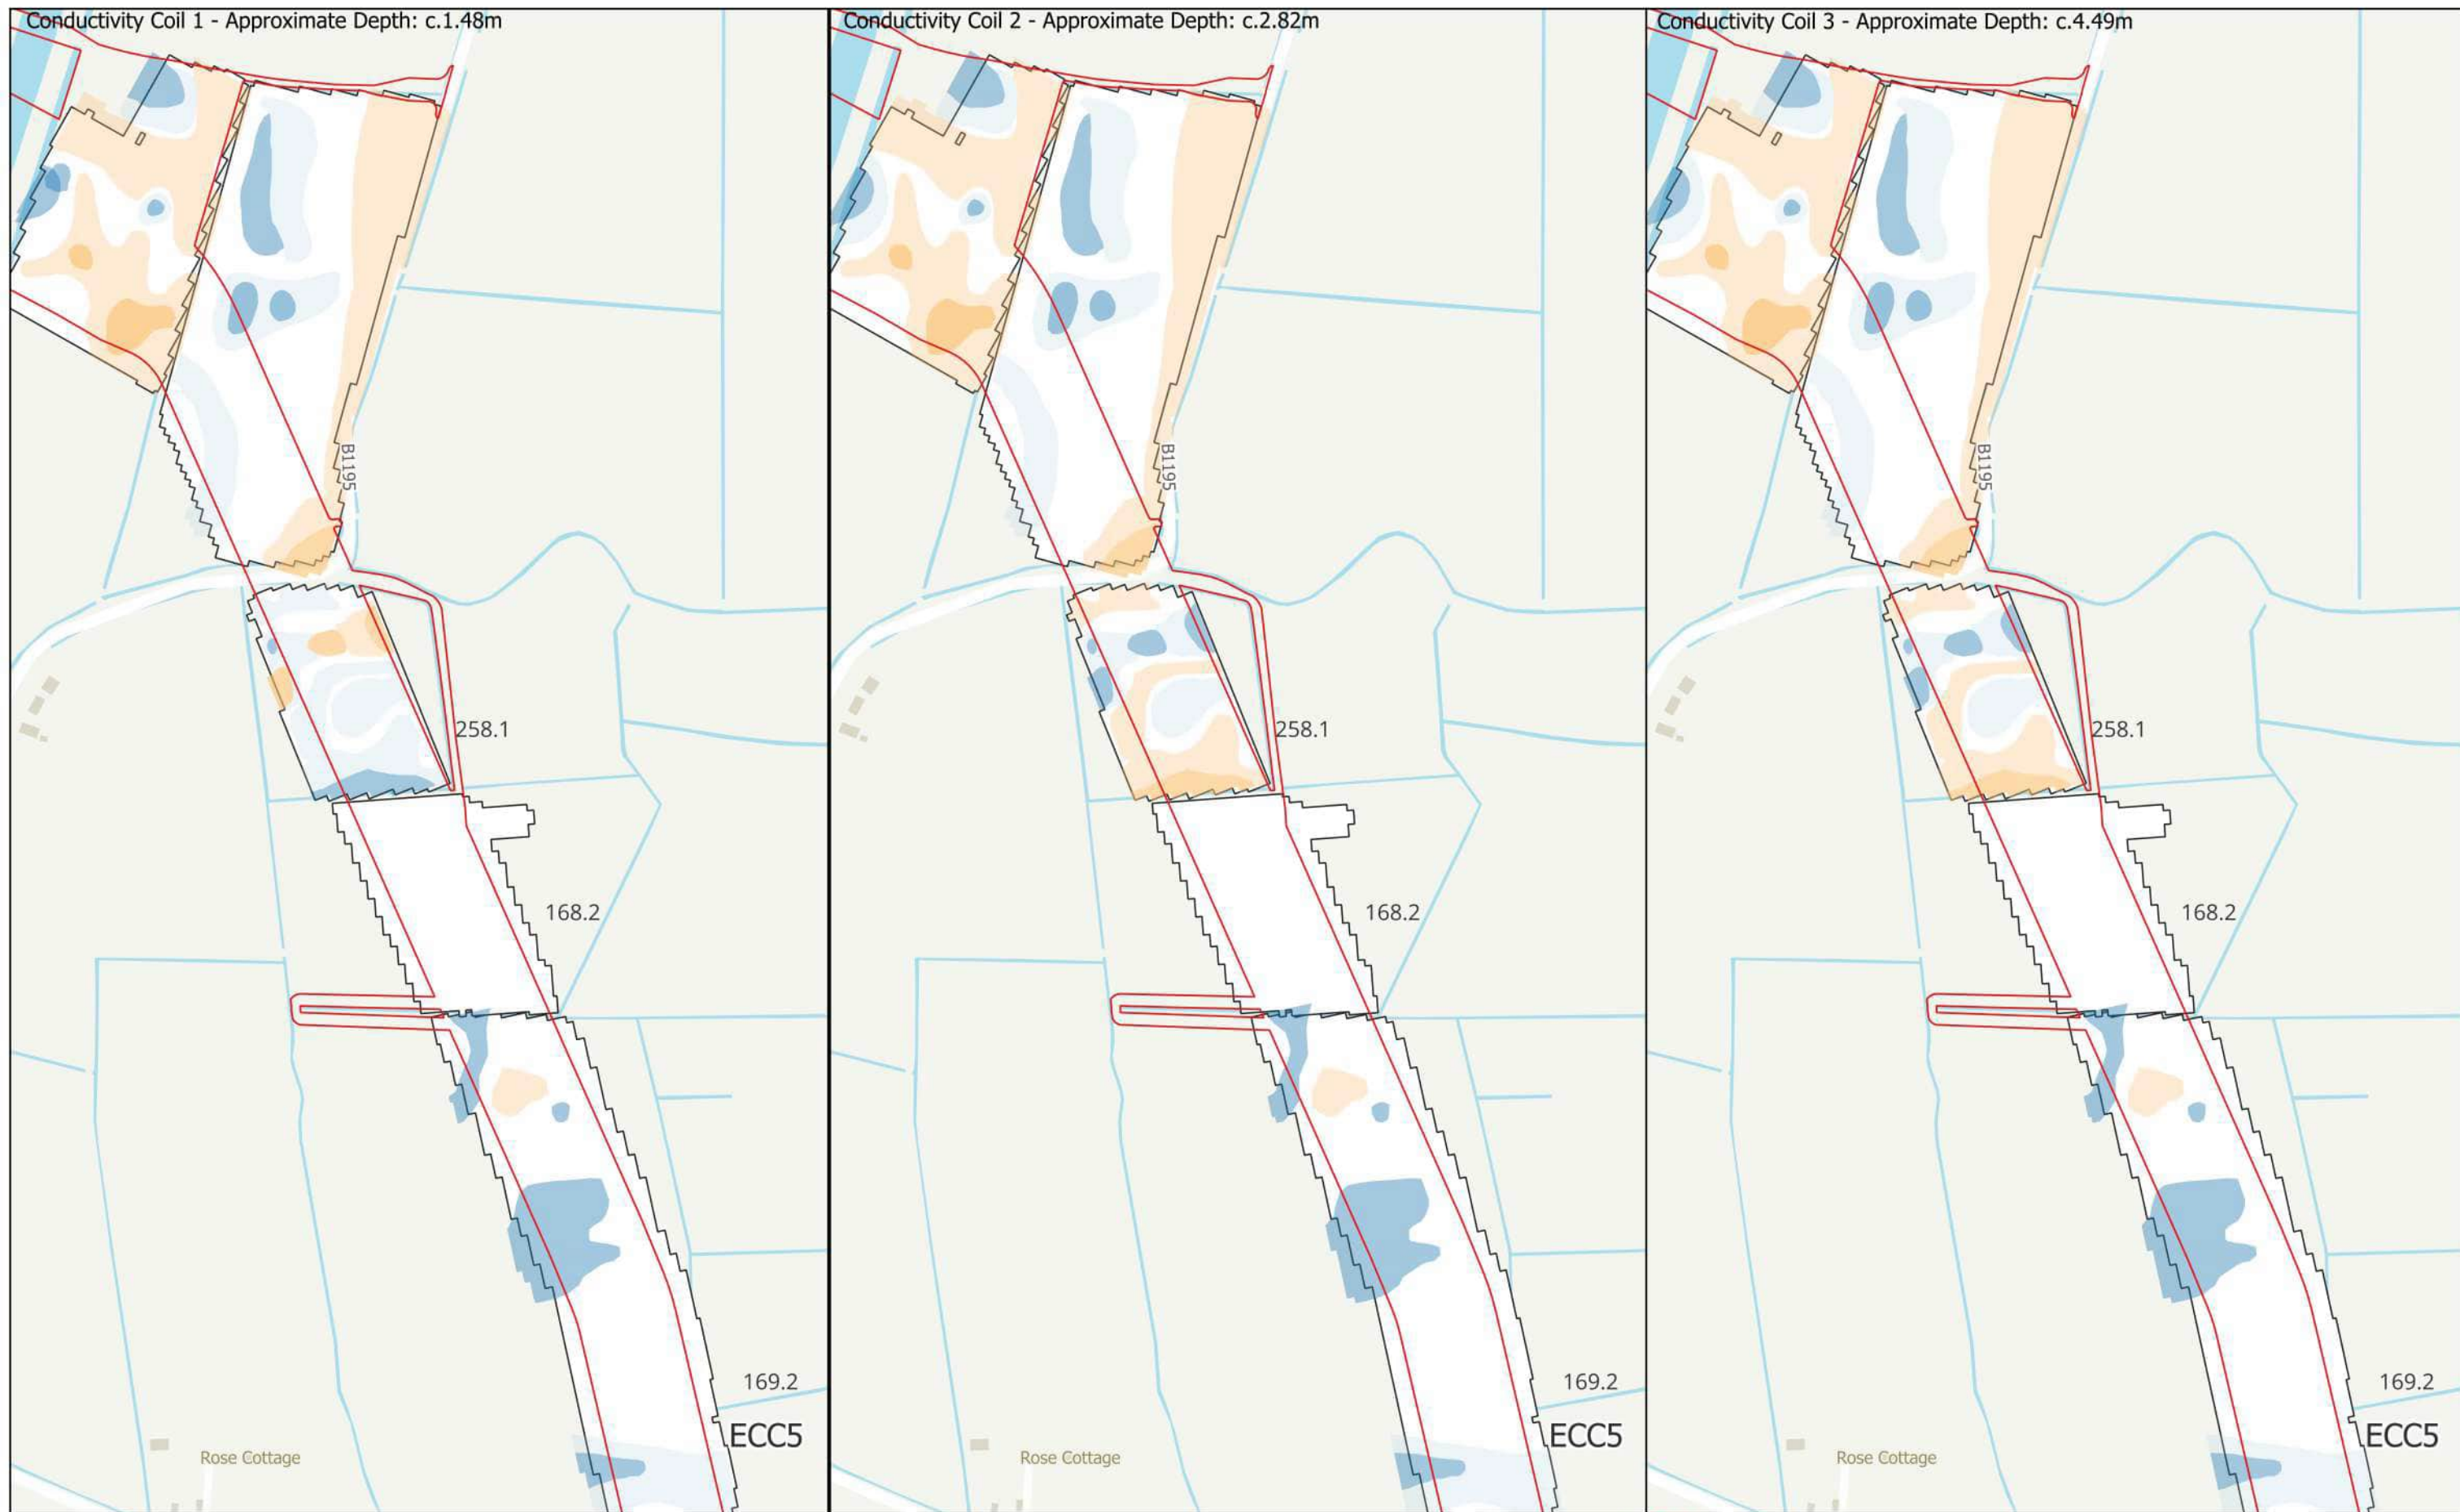 Conductivity Coil 1 - Approximate Depth: c.1.48m
B1195
258.1
168.2
169.2
ECC5
Rose Cottage
Conductivity Coil 2 - Approximate Depth: c.2.82m
B1195
258.1
168.2
169.2
ECC5
Rose Cottage
Conductivity Coil 3 - Approximate Depth: c.4.49m
B1195
258.1
168.2
169.2
ECC5
Rose Cottage